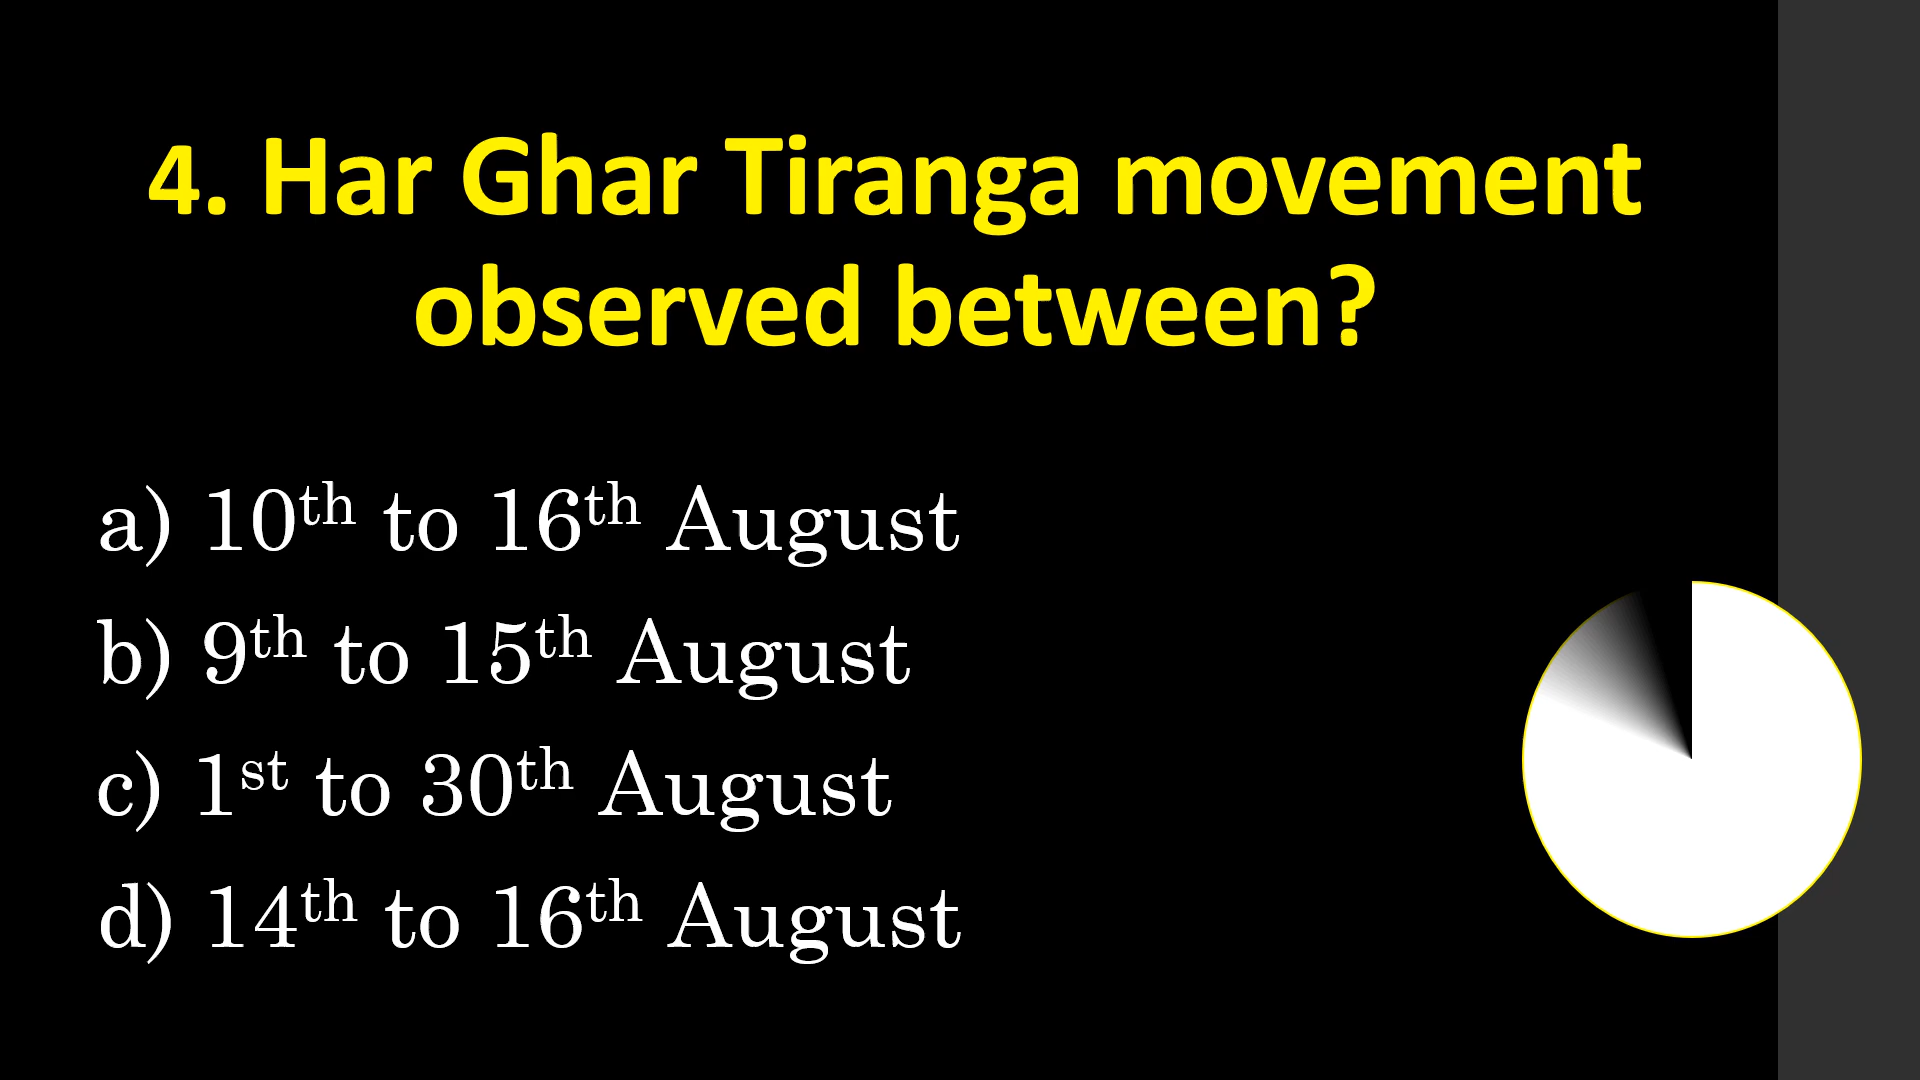 4. Har Ghar Tiranga movement
observed between?
a) 10th to 16th August
b) 9th to 15th August
c) 1st to 30th August
d) 14th to 16th August